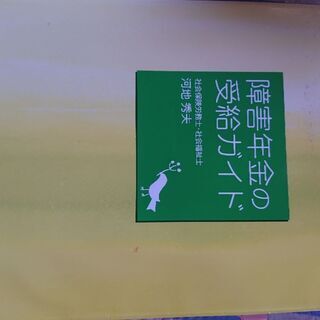 障害年金の
受給ガイド
社会保険労務士・社会福祉士
河地 秀夫